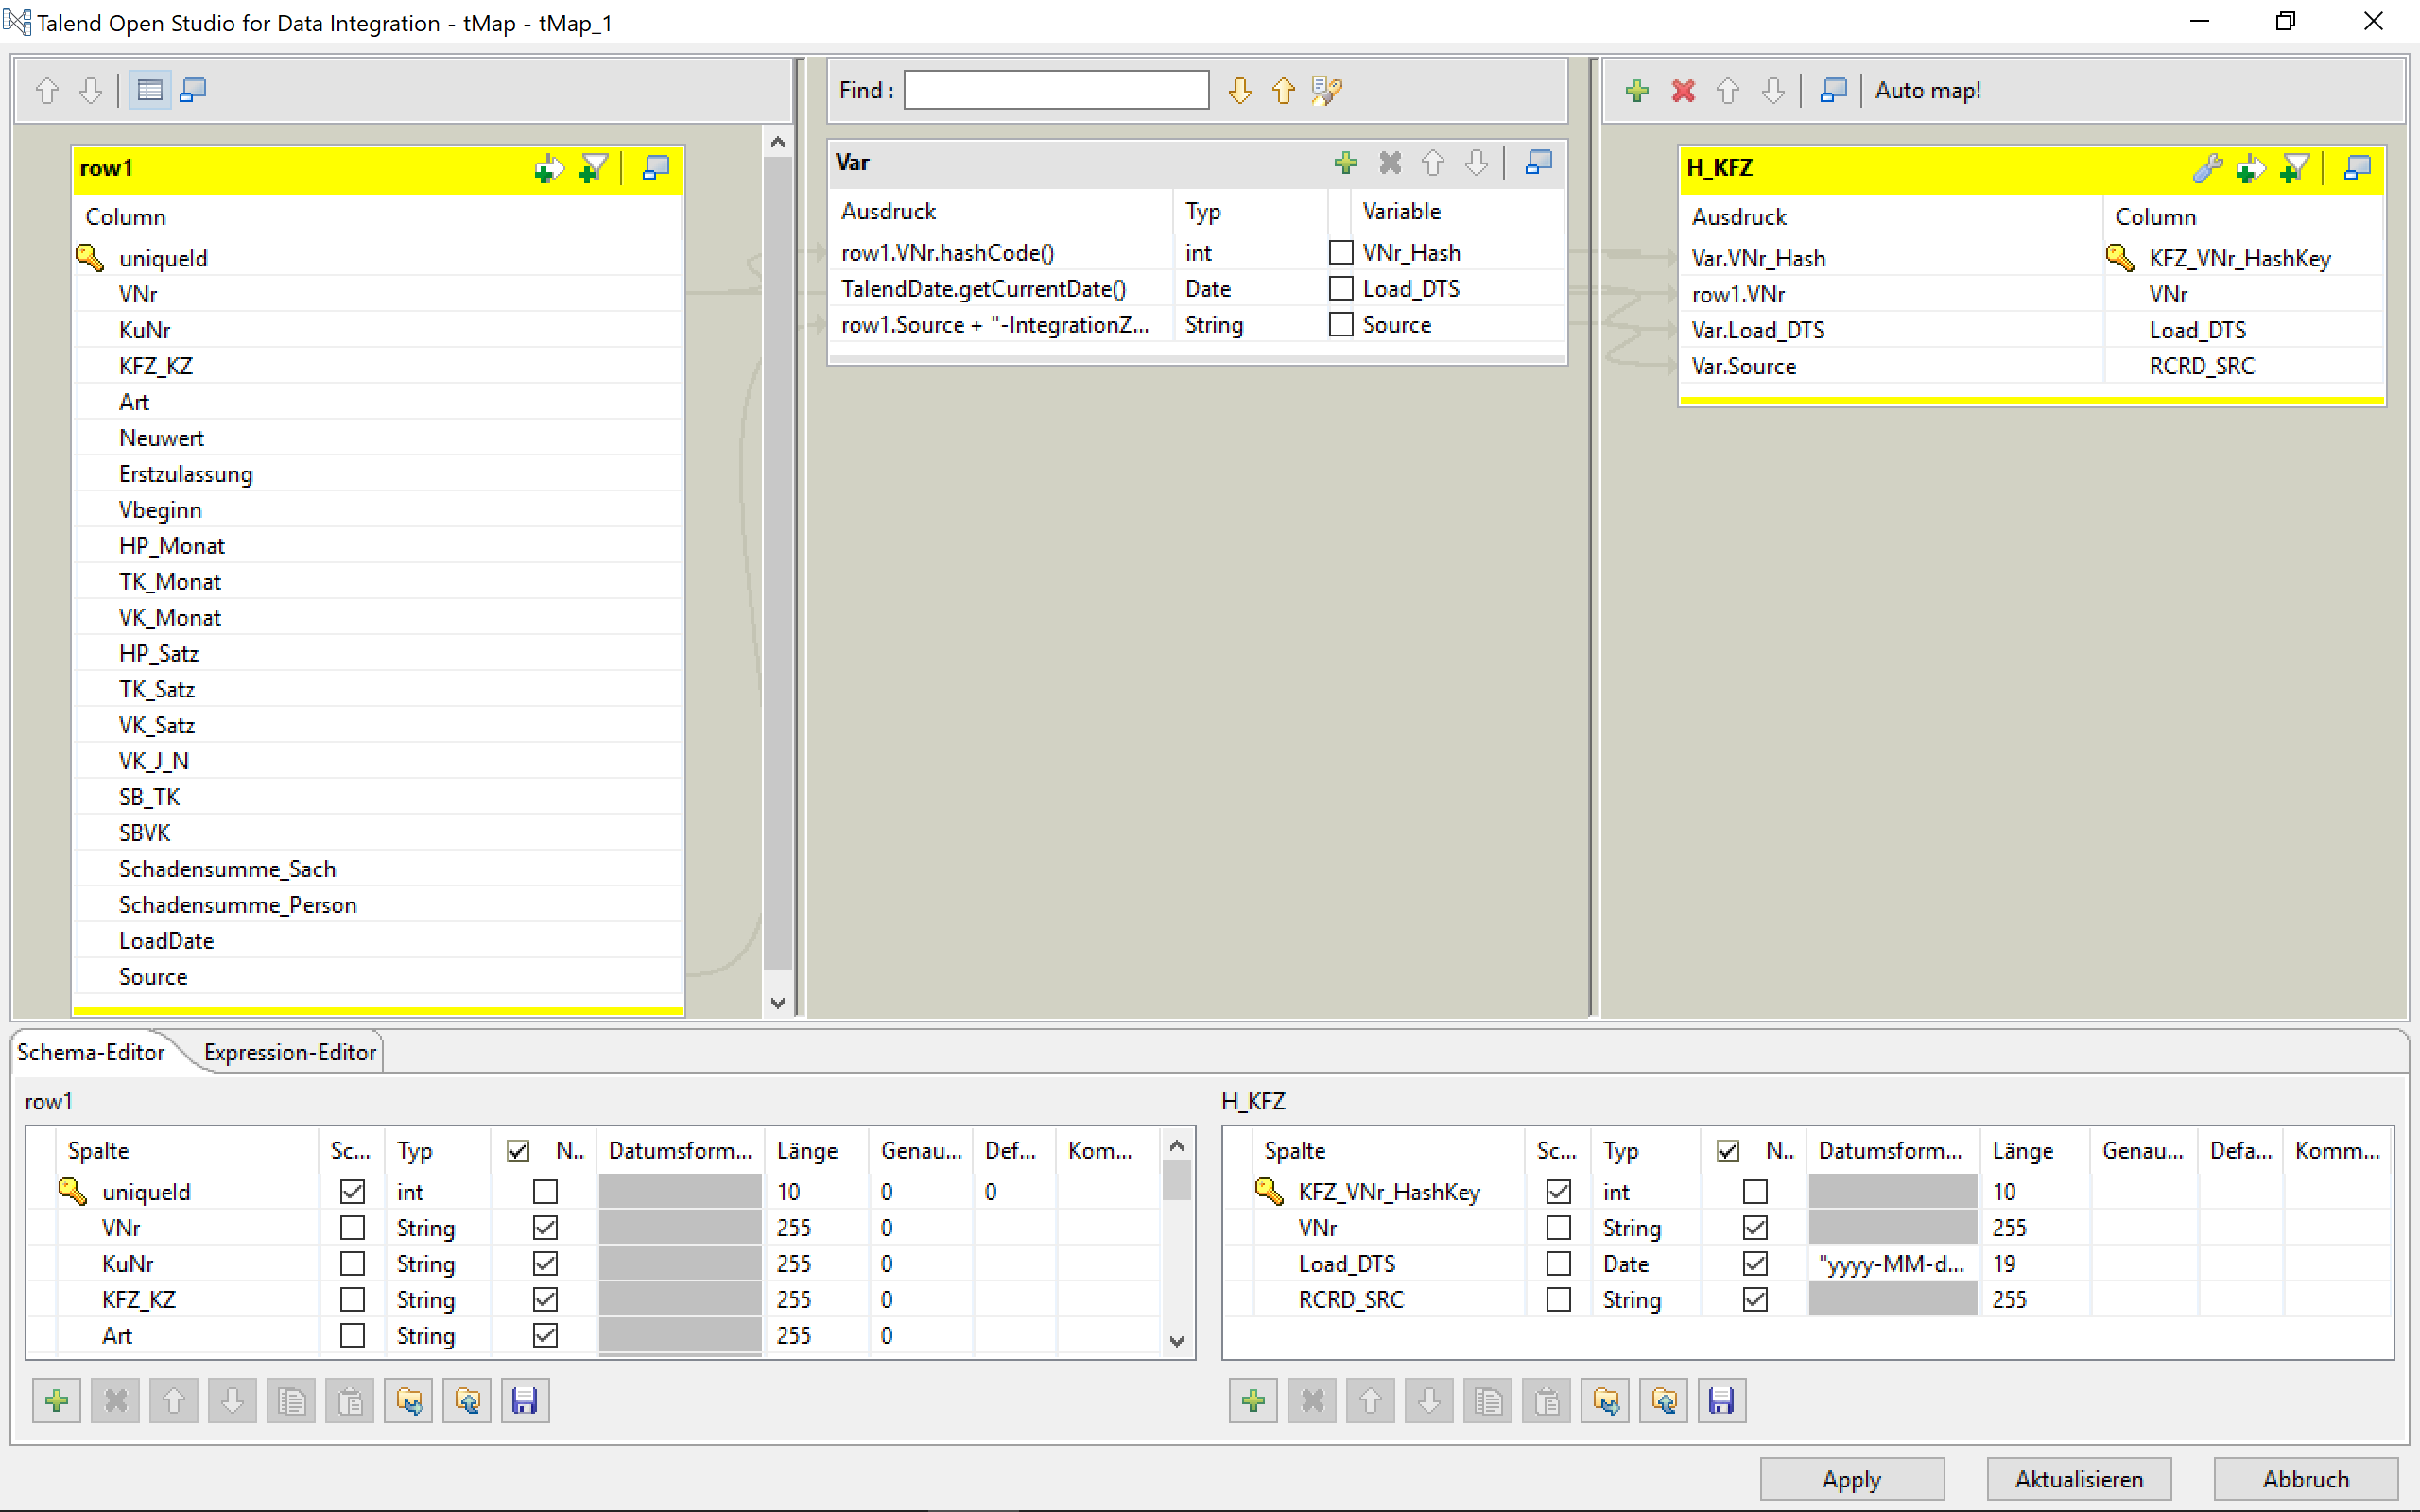 Talend Open Studio for Data Integration - tMap - tMap_1
Find :
Auto map!
row1
Column
uniqueId
VNr
KuNr
KFZ_KZ
Art
Neuwert
Erstzulassung
Vbeginn
HP_Monat
TK_Monat
VK_Monat
HP_Satz
TK_Satz
VK_Satz
VK_J_N
SB_TK
SBVK
Schadensumme_Sach
Schadensumme_Person
LoadDate
Source
Var
Ausdruck Typ Variable
row1.VNr.hashCode() int VNr_Hash
TalendDate.getCurrentDate() Date Load_DTS
row1.Source + "-IntegrationZ... String Source
H_KFZ
Ausdruck Column
Var.VNr_Hash KFZ_VNr_HashKey
row1.VNr VNr
Var.Load_DTS Load_DTS
Var.Source RCRD_SRC
Schema-Editor Expression-Editor
row1
Spalte Sc... Typ N.. Datumsform... Länge Genau... Def... Kom...
uniqueId int 10 0 0
VNr String 255 0
KuNr String 255 0
KFZ_KZ String 255 0
Art String 255 0
H_KFZ
Spalte Sc... Typ N.. Datumsform... Länge Genau... Defa... Komm...
KFZ_VNr_HashKey int 10
VNr String 255
Load_DTS Date "yyyy-MM-d... 19
RCRD_SRC String 255
Apply Aktualisieren Abbruch